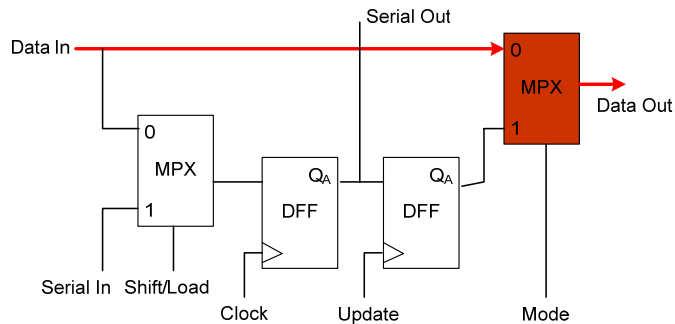 Serial Out
Data In
0
MPX
Data Out
0
1
MPX
QA
QA
DFF
DFF
1
Serial In
Shift/Load
Clock
Update
Mode